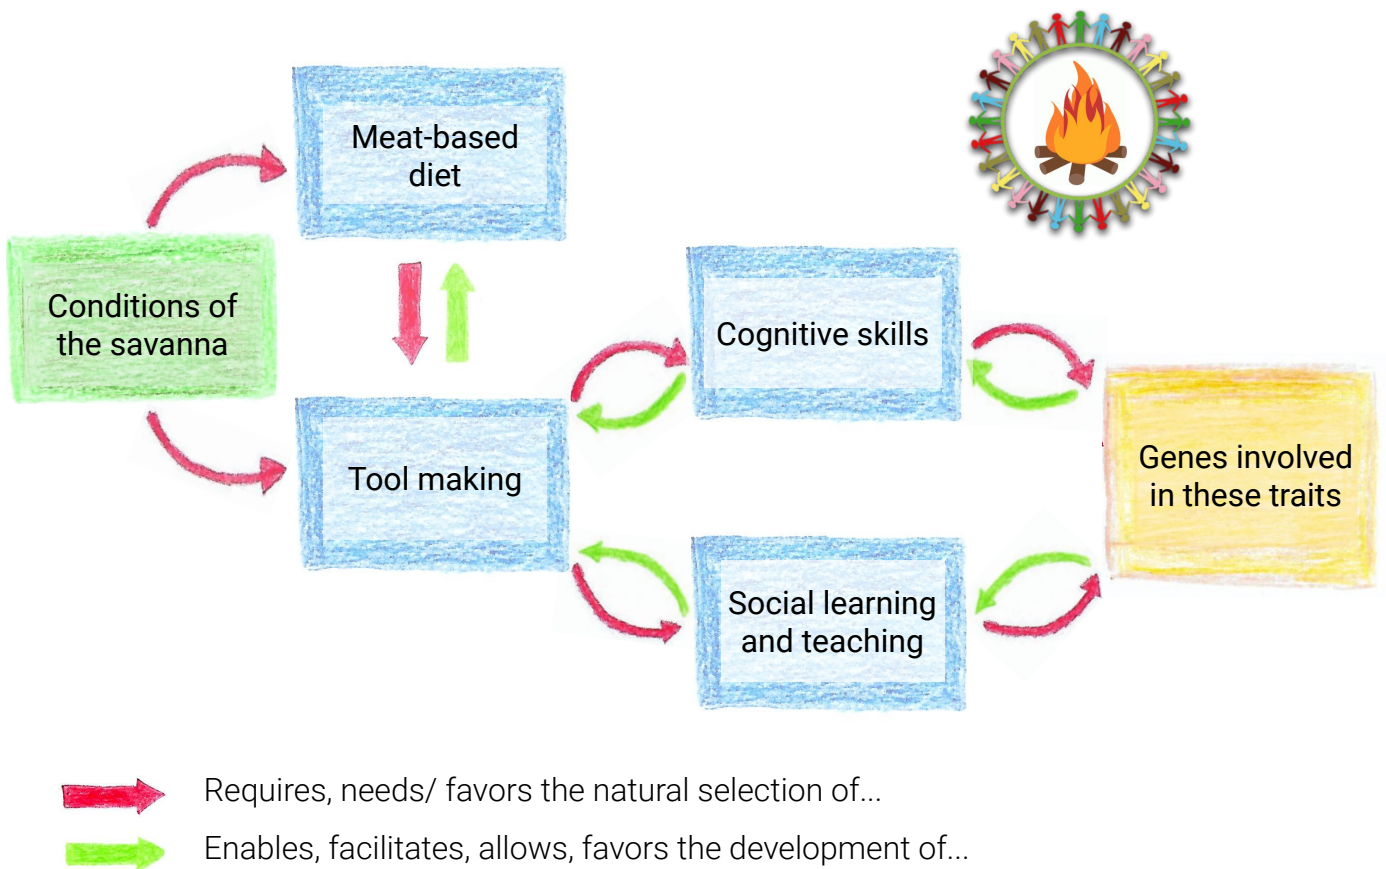 Meat-based
diet
Conditions of
the savanna
Cognitive skills
Tool making
Genes involved
in these traits
Social learning
and teaching
Requires, needs/ favors the natural selection of...
Enables, facilitates, allows, favors the development of...